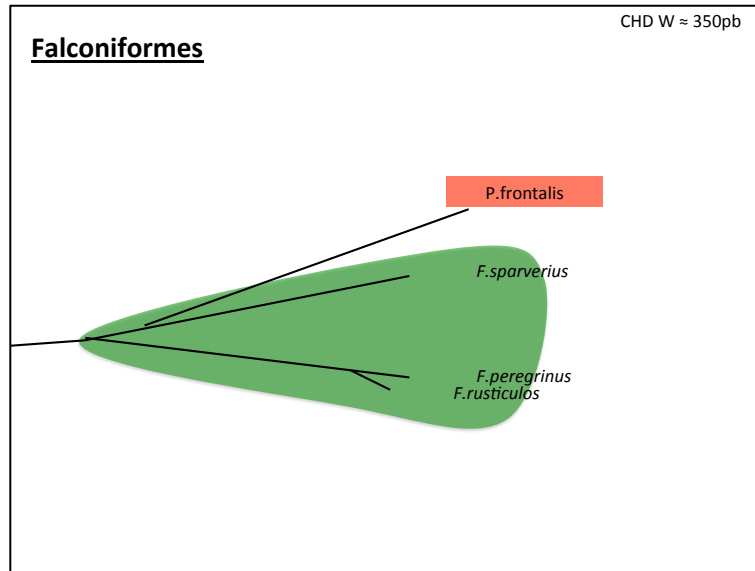 CHD W ≈ 350pb
Falconiformes
P.frontalis
F.sparverius
F.peregrinus
F.rusticulos